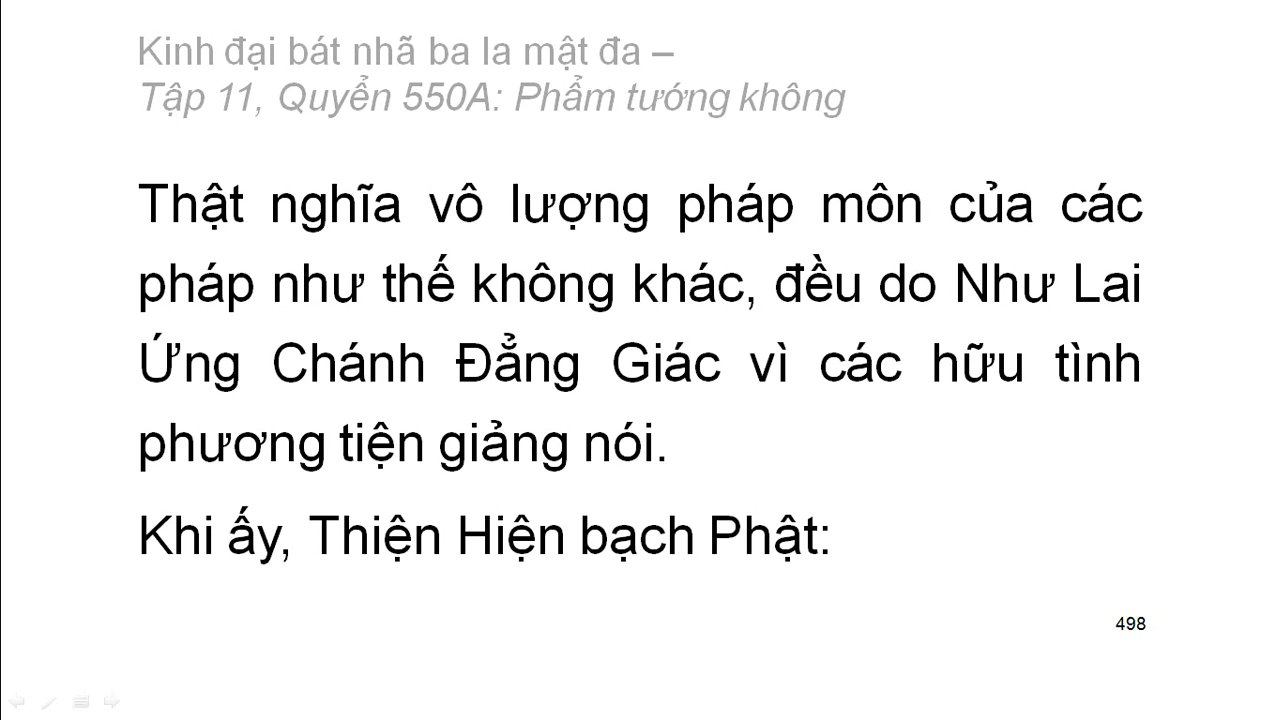 Kinh đại bát nhã ba la mật đa –
Tập 11, Quyển 550A: Phẩm tướng không
Thật nghĩa vô lượng pháp môn của các
pháp như thế không khác, đều do Như Lai
Ứng Chánh Đẳng Giác vì các hữu tình
phương tiện giảng nói.
Khi ấy, Thiện Hiện bạch Phật:
498